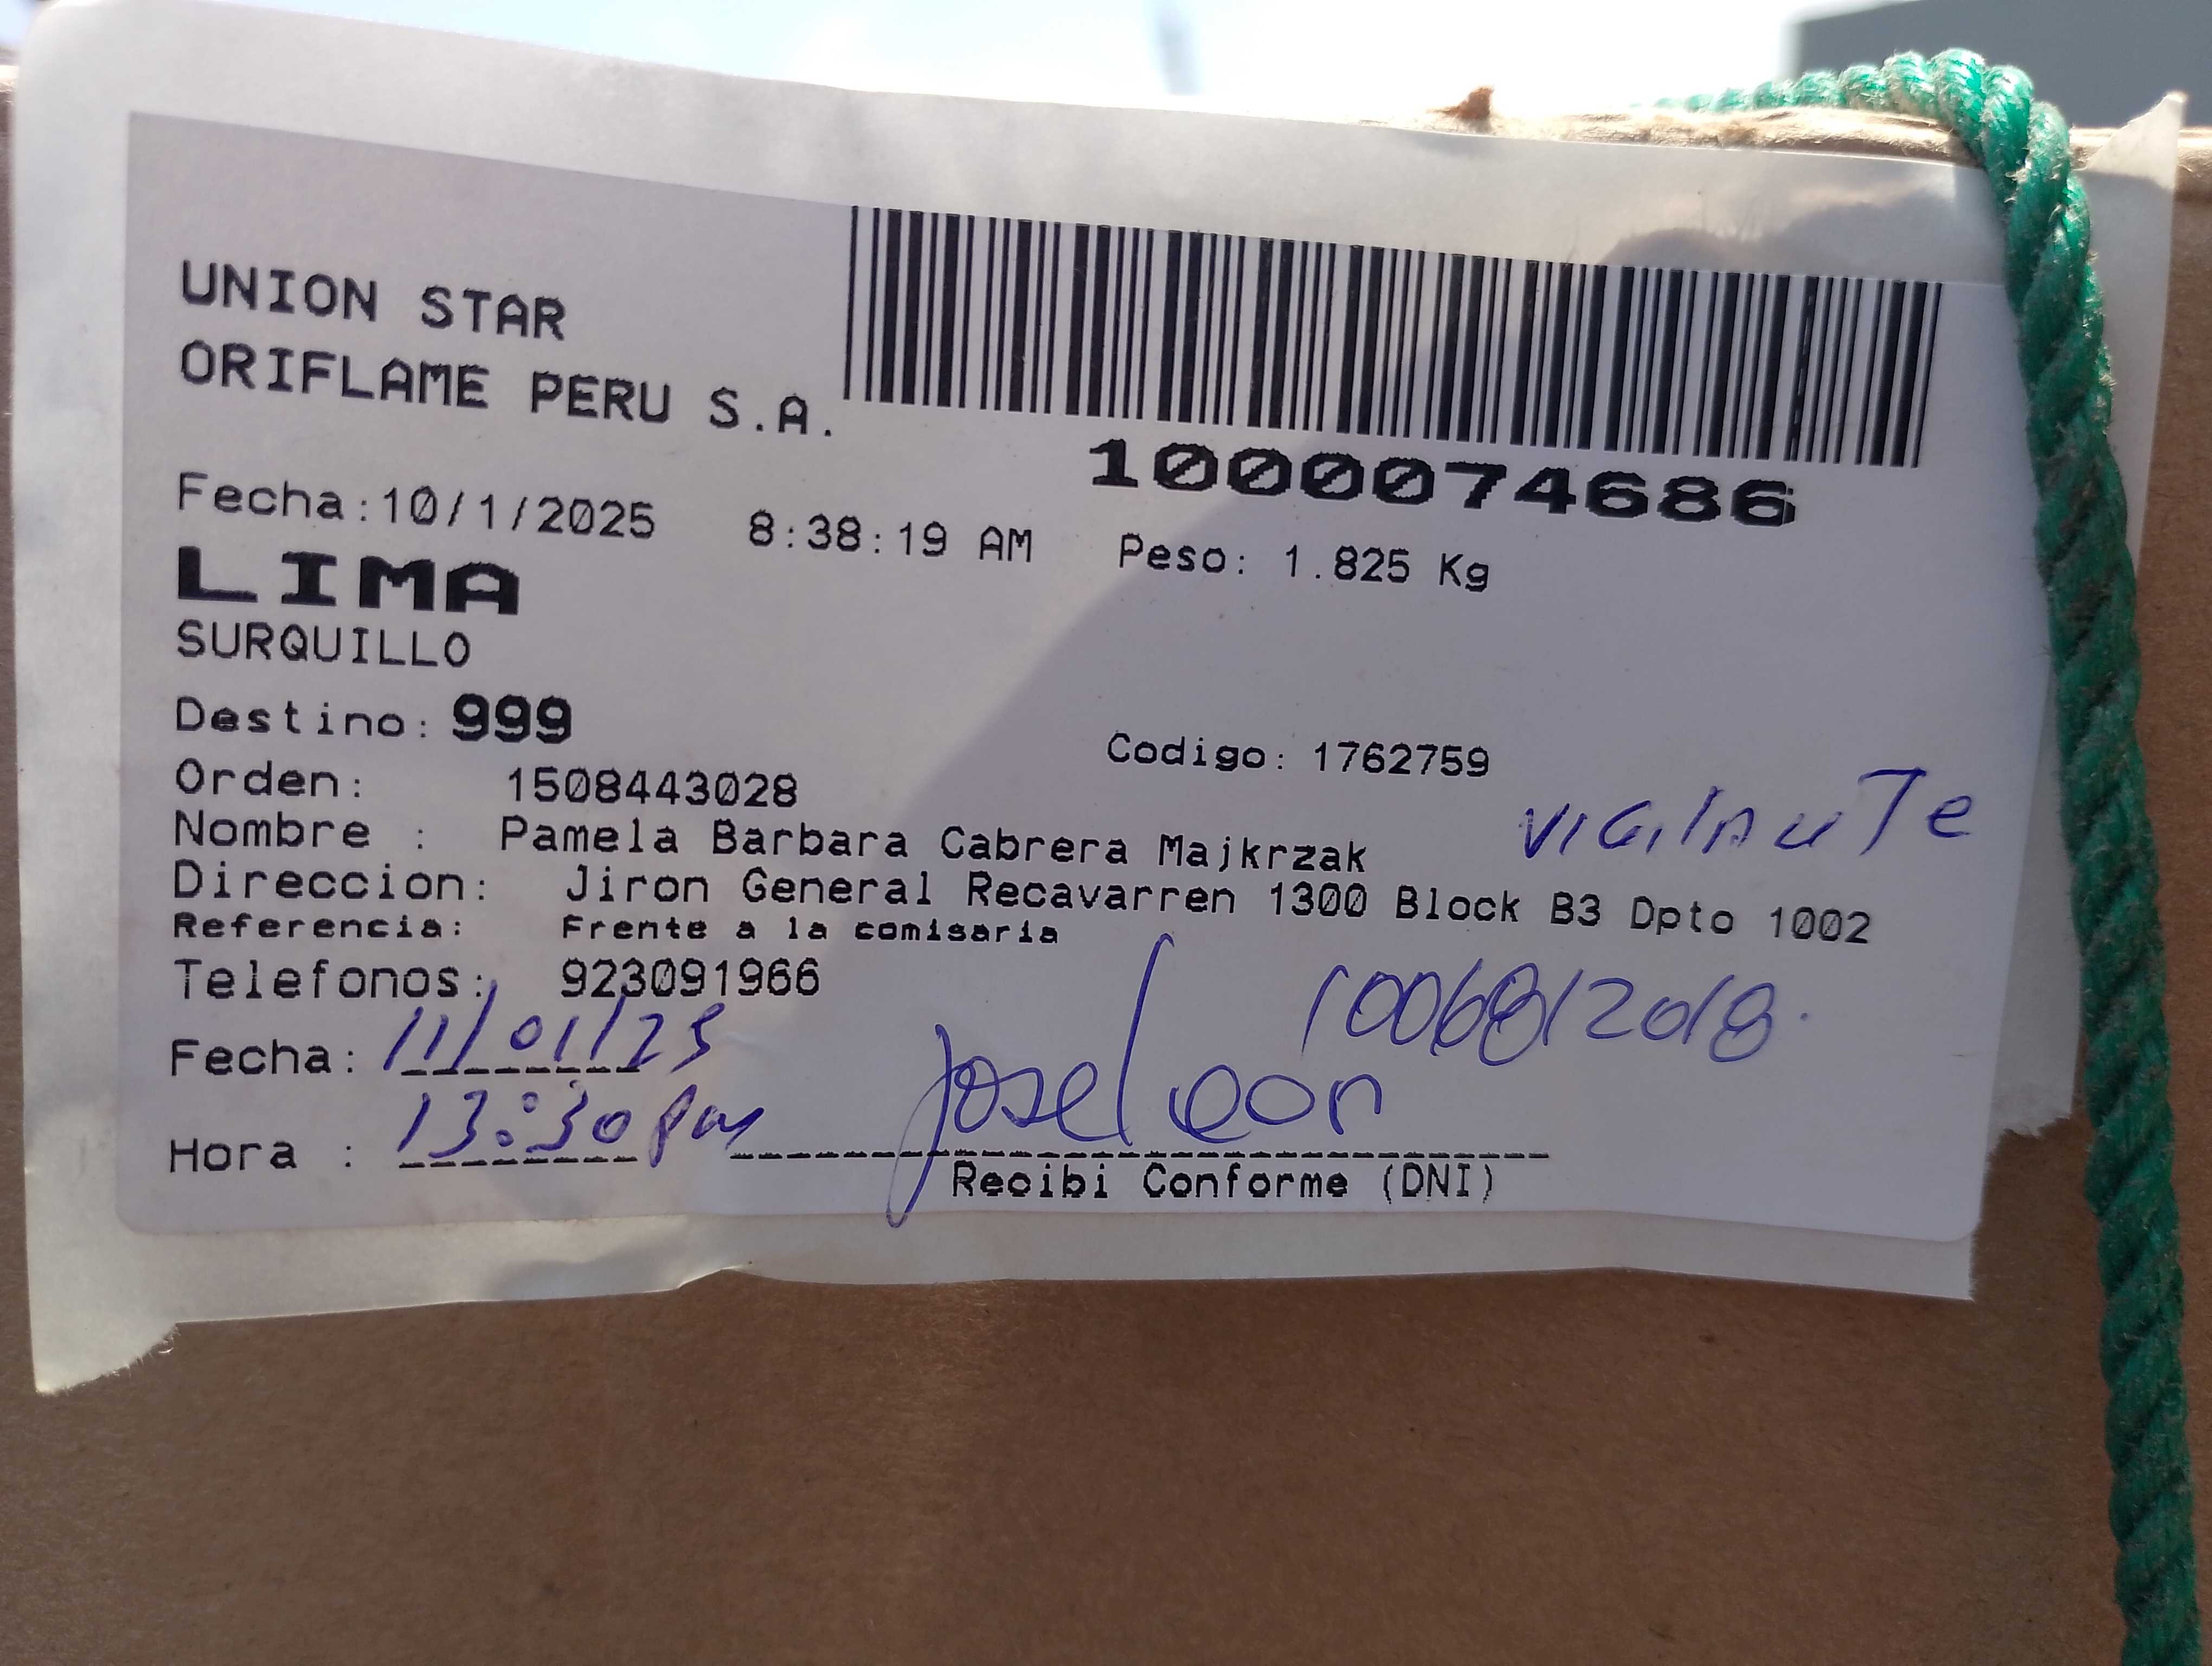 UNION STAR
ORIFLAME PERU S.A.
1000074686
Fecha:10/1/2025 8:38:19 AM Peso: 1.825 Kg
LIMA
SURQUILLO
Destino: 999
Codigo: 1762759
Orden: 1508443028
Nombre : Pamela Barbara Cabrera Majkrzak
VIGIlAnTe
Direccion: Jiron General Recavarren 1300 Block B3 Dpto 1002
Referencia: Frente a la comisaria
Telefonos: 923091966
Fecha: 11/01/25
Jose Leon
Hora : 13:30 pm
Recibi Conforme (DNI)